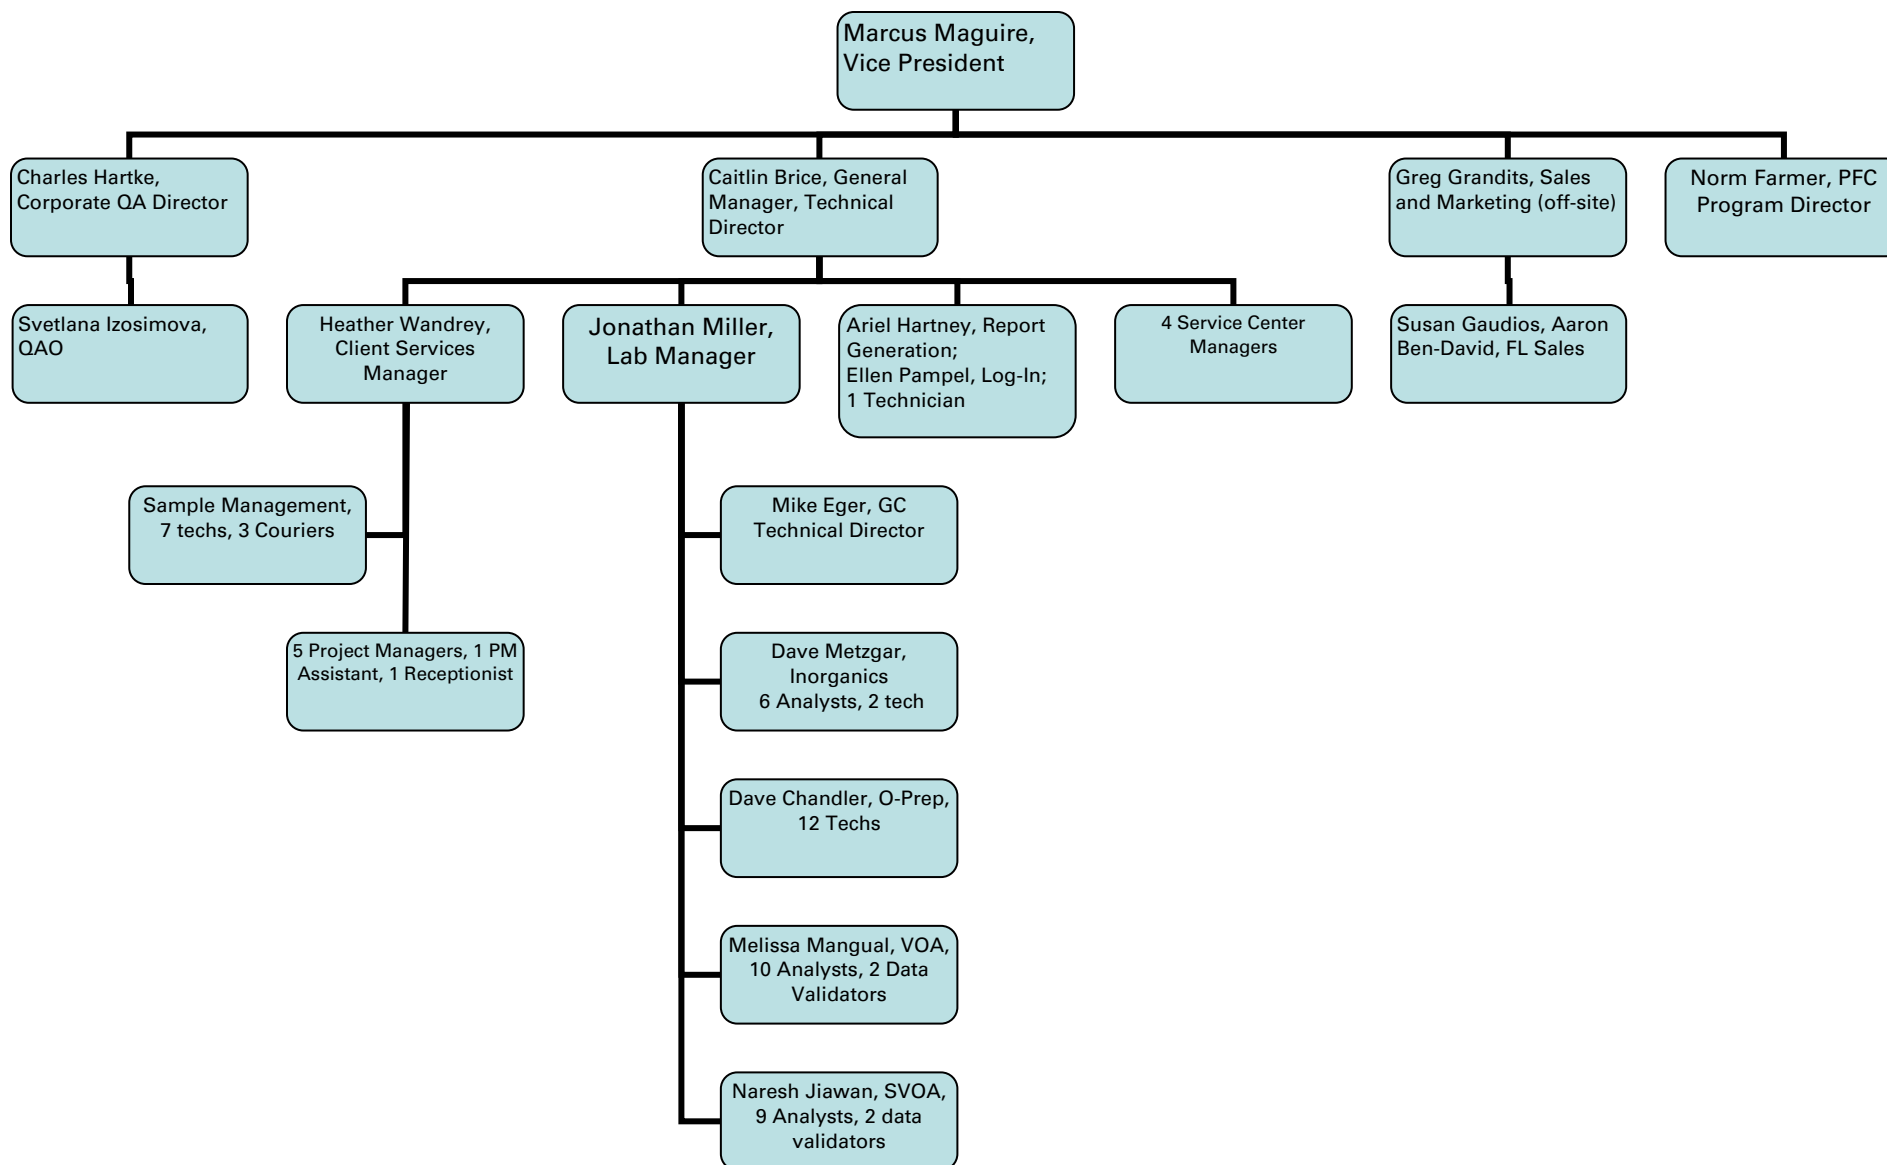 Marcus Maguire,
Vice President
Charles Hartke,
Corporate QA Director
Caitlin Brice, General
Manager, Technical
Director
Greg Grandits, Sales
and Marketing (off-site)
Norm Farmer, PFC
Program Director
Svetlana Izosimova,
QAO
Heather Wandrey,
Client Services
Manager
Jonathan Miller,
Lab Manager
Ariel Hartney, Report
Generation;
Ellen Pampel, Log-In;
1 Technician
4 Service Center
Managers
Susan Gaudios, Aaron
Ben-David, FL Sales
Sample Management,
7 techs, 3 Couriers
Mike Eger, GC
Technical Director
5 Project Managers, 1 PM
Assistant, 1 Receptionist
Dave Metzgar,
Inorganics
6 Analysts, 2 tech
Dave Chandler, O-Prep,
12 Techs
Melissa Mangual, VOA,
10 Analysts, 2 Data
Validators
Naresh Jiawan, SVOA,
9 Analysts, 2 data
validators